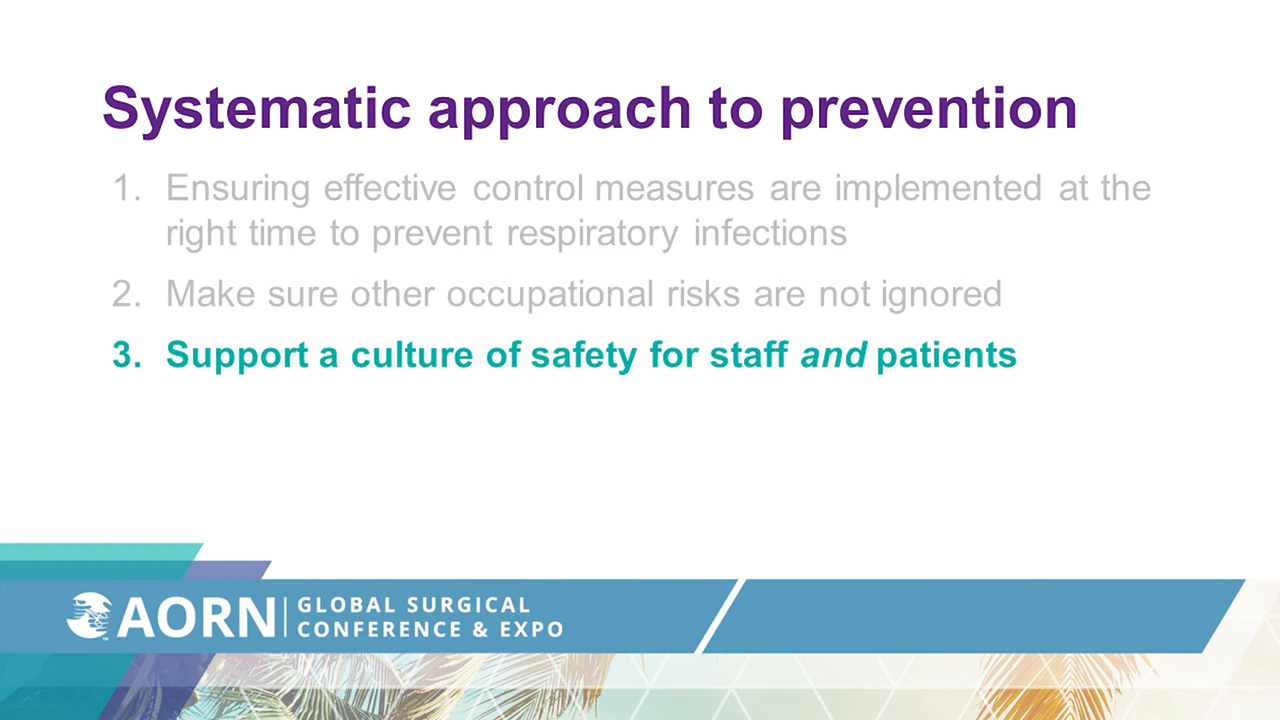 Systematic approach to prevention
1. Ensuring effective control measures are implemented at the
right time to prevent respiratory infections
2. Make sure other occupational risks are not ignored
3. Support a culture of safety for staff and patients
AORN
GLOBAL SURGICAL
CONFERENCE & EXPO